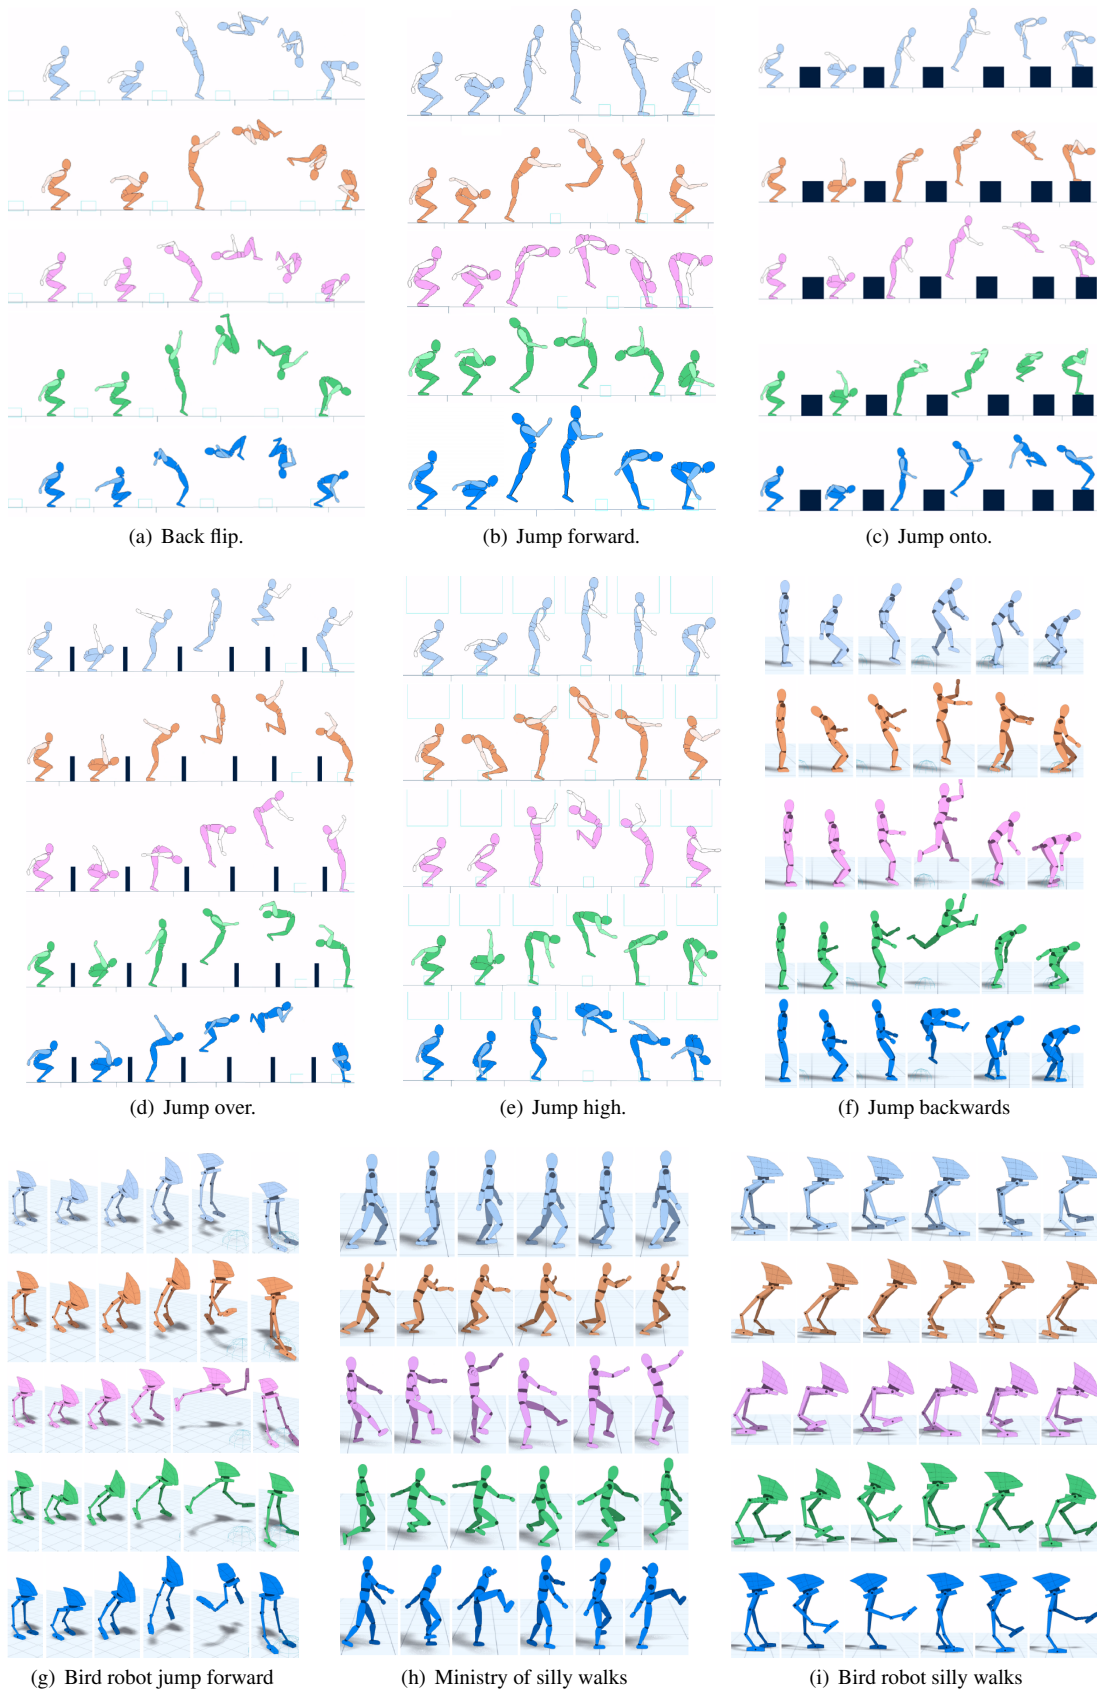 (a) Back flip.
(b) Jump forward.
(c) Jump onto.
(d) Jump over.
(e) Jump high.
(f) Jump backwards
(g) Bird robot jump forward
(h) Ministry of silly walks
(i) Bird robot silly walks